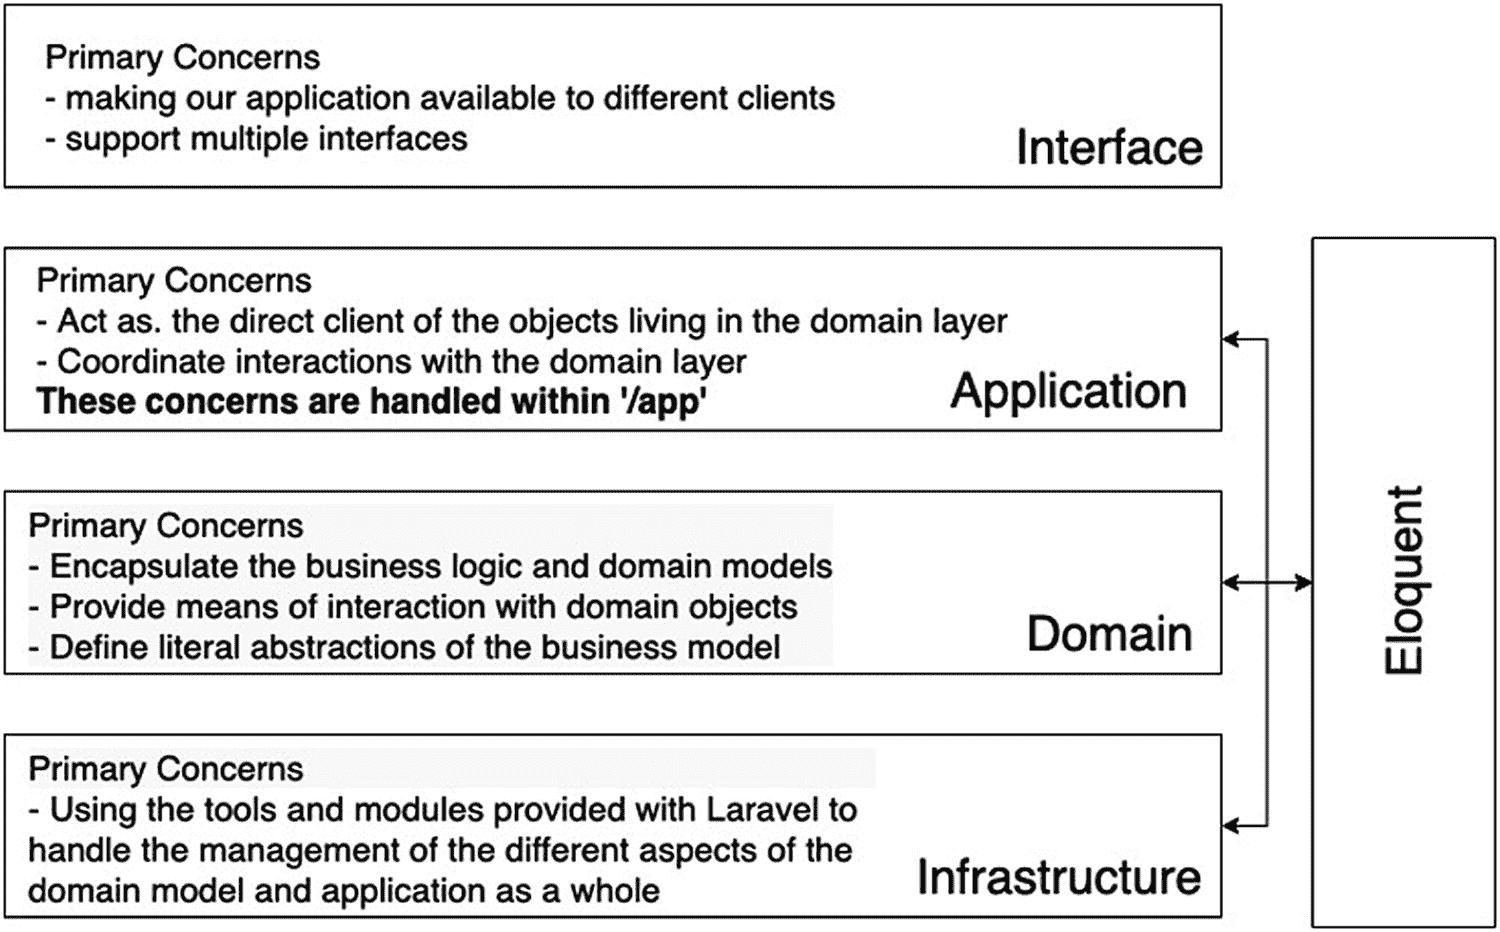 Primary Concerns
- making our application available to different clients
- support multiple interfaces
Interface
Primary Concerns
- Act as. the direct client of the objects living in the domain layer
- Coordinate interactions with the domain layer
These concerns are handled within '/app'
Application
Primary Concerns
- Encapsulate the business logic and domain models
- Provide means of interaction with domain objects
- Define literal abstractions of the business model
Domain
Primary Concerns
- Using the tools and modules provided with Laravel to
handle the management of the different aspects of the
domain model and application as a whole
Infrastructure
Eloquent